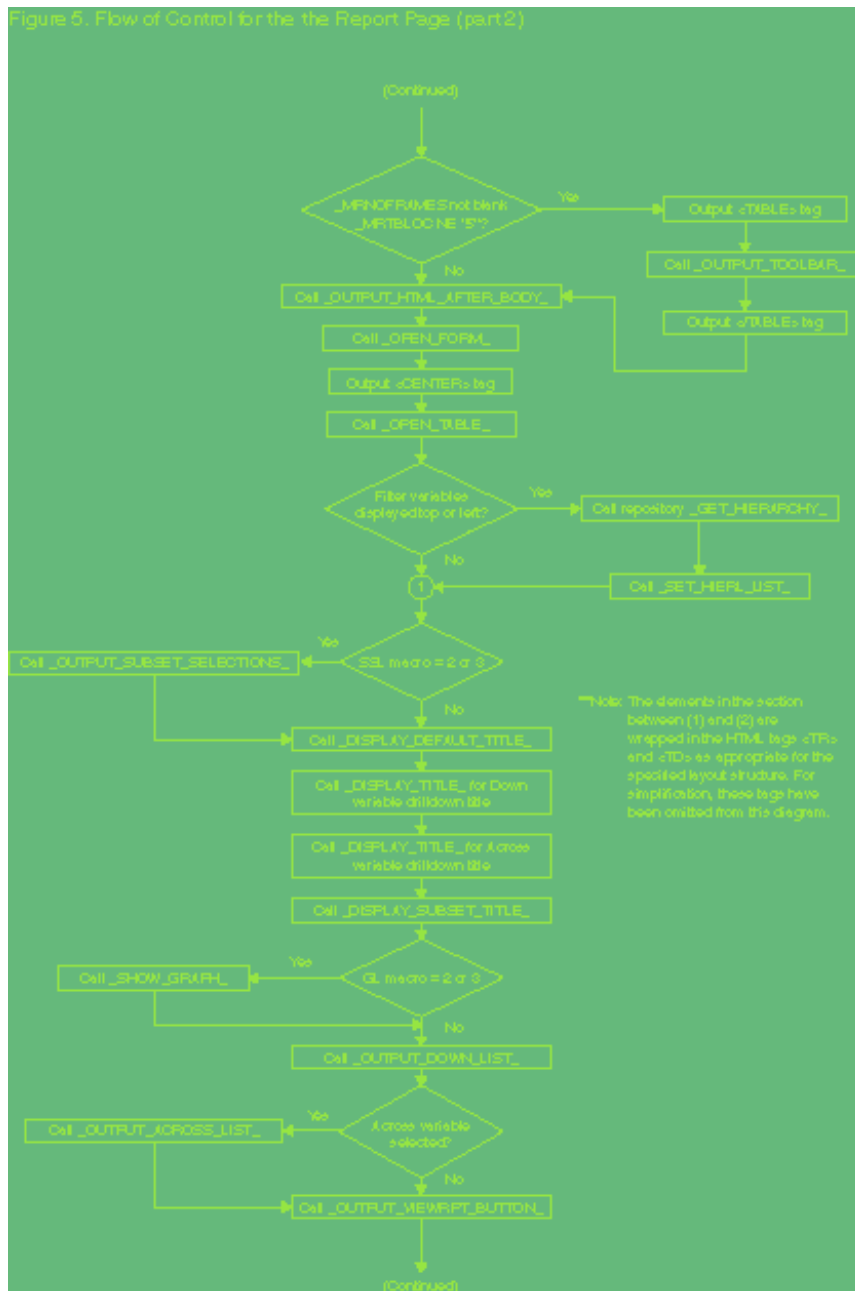 Figure 5. Flow of Control for the the Report Page (part 2)
(Continued)
_MRNOFRAMES not blank
_MRTBLOC NE "5"?
Yes
Output <TABLE> tag
Call _OUTPUT_TOOLBAR_
Output </TABLE> tag
No
Call _OUTPUT_HTML_AFTER_BODY_
Call _OPEN_FORM_
Output <CENTER> tag
Call _OPEN_TABLE_
Filter variables
displayed top or left?
Yes
Call repository _GET_HIERARCHY_
No
1
Call _SET_HIERL_LIST_
Yes
Call _OUTPUT_SUBSET_SELECTIONS_
SSL macro = 2 or 3
No
**Note: The elements in the section
between (1) and (2) are
wrapped in the HTML tags <TR>
and <TD> as appropriate for the
specified layout structure. For
simplification, these tags have
been omitted from this diagram.
Call _DISPLAY_DEFAULT_TITLE_
Call _DISPLAY_TITLE_ for Down
variable drilldown title
Call _DISPLAY_TITLE_ for Across
variable drilldown title
Call _DISPLAY_SUBSET_TITLE_
Yes
Call _SHOW_GRAPH_
GL macro = 2 or 3
No
Call _OUTPUT_DOWN_LIST_
Yes
Call _OUTPUT_ACROSS_LIST_
Across variable
selected?
No
Call _OUTPUT_VIEWRPT_BUTTON_
(Continued)